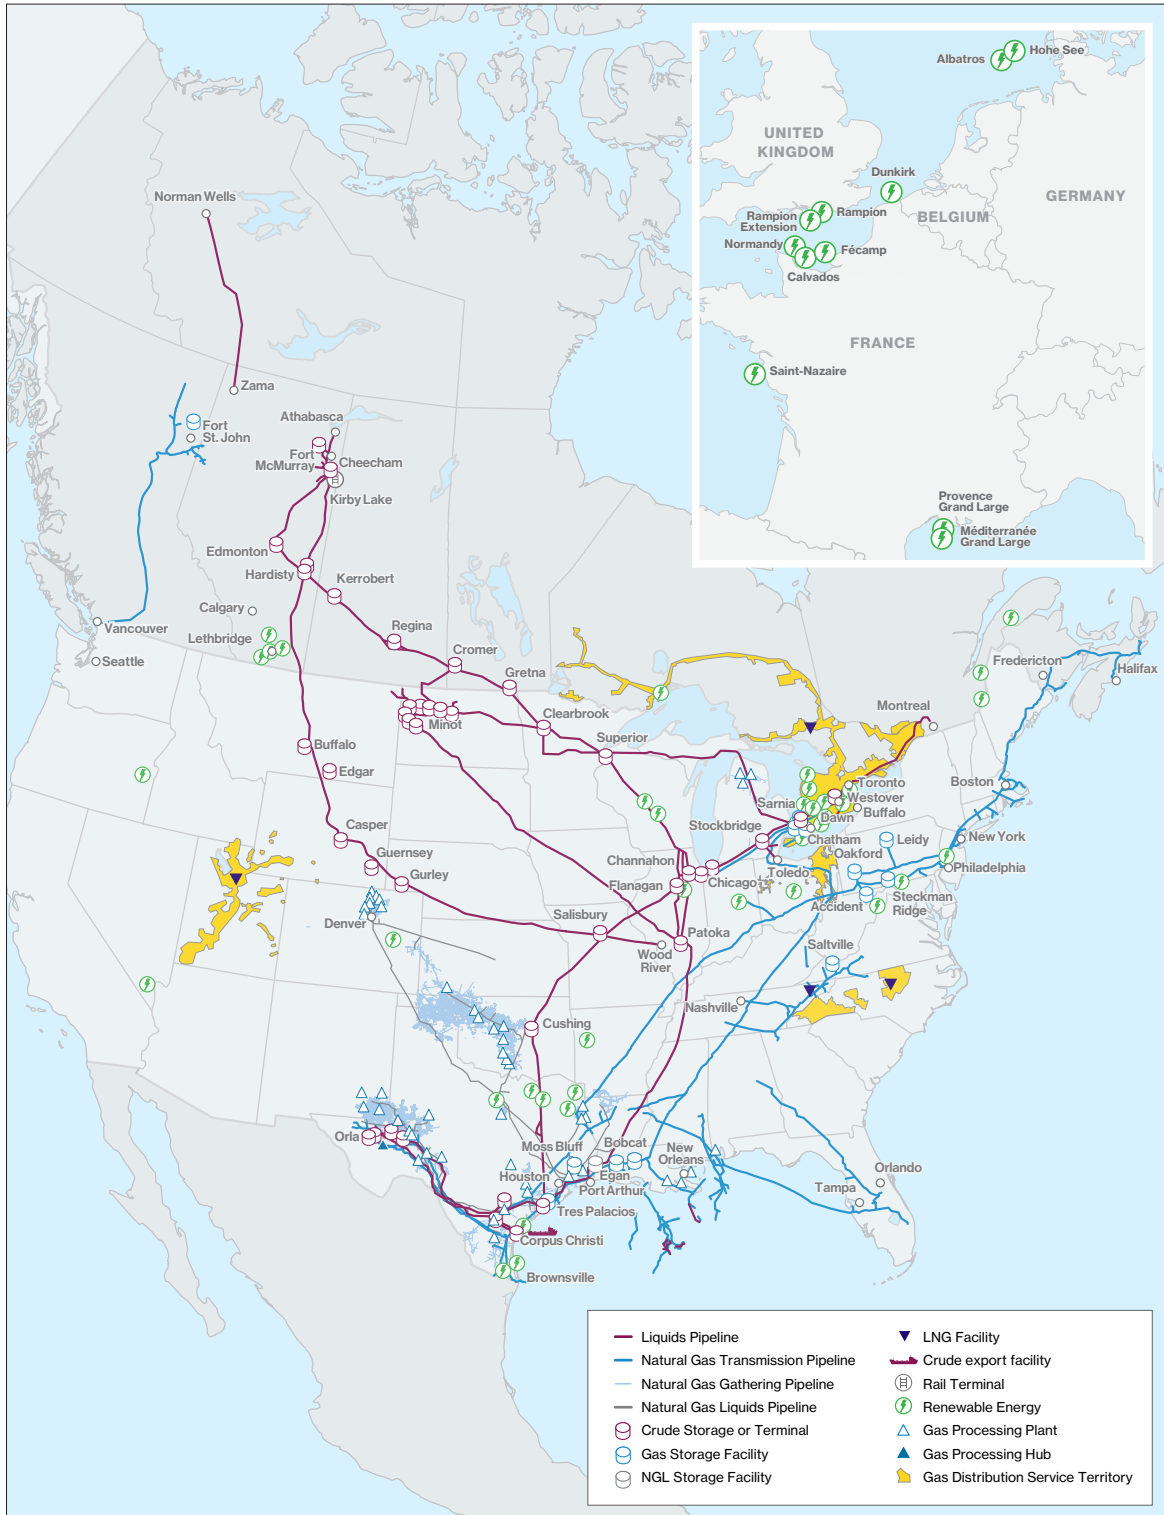 Hohe See
Albatros
UNITED
KINGDOM
Dunkirk
GERMANY
Rampion
Rampion
Extension
BELGIUM
Normandy
Fécamp
Calvados
FRANCE
Saint-Nazaire
Provence
Grand Large
Méditerranée
Grand Large
Norman Wells
Zama
Athabasca
Fort
St. John
Fort
McMurray
Cheecham
Kirby Lake
Edmonton
Hardisty
Kerrobert
Calgary
Vancouver
Lethbridge
Regina
Seattle
Cromer
Gretna
Fredericton
Halifax
Montreal
Minot
Clearbrook
Superior
Buffalo
Edgar
Toronto
Boston
Sarnia
Westover
Buffalo
Dawn
Stockbridge
Chatham
Leidy
New York
Casper
Oakford
Guernsey
Channahon
Toledo
Philadelphia
Gurley
Flanagan
Chicago
Steckman
Ridge
Accident
Denver
Salisbury
Patoka
Wood
River
Saltville
Nashville
Cushing
Orla
Moss Bluff
Bobcat
New
Orleans
Houston
Egan
Port Arthur
Orlando
Tampa
Tres Palacios
Corpus Christi
Brownsville
Liquids Pipeline
Natural Gas Transmission Pipeline
Natural Gas Gathering Pipeline
Natural Gas Liquids Pipeline
Crude Storage or Terminal
Gas Storage Facility
NGL Storage Facility
LNG Facility
Crude export facility
Rail Terminal
Renewable Energy
Gas Processing Plant
Gas Processing Hub
Gas Distribution Service Territory